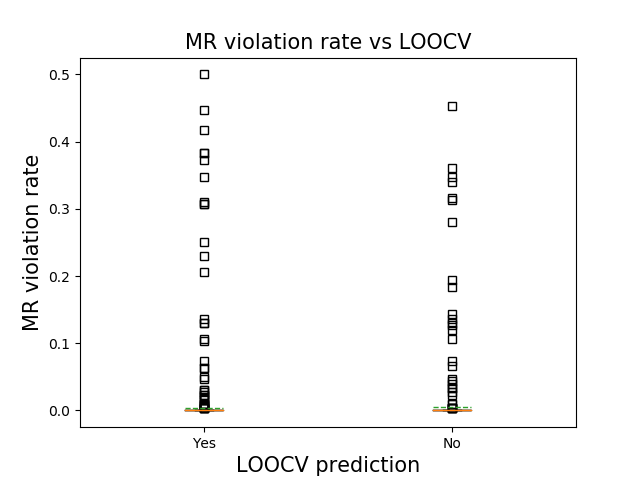 MR violation rate vs LOOCV
MR violation rate
0.5
0.4
0.3
0.2
0.1
0.0
Yes
No
LOOCV prediction